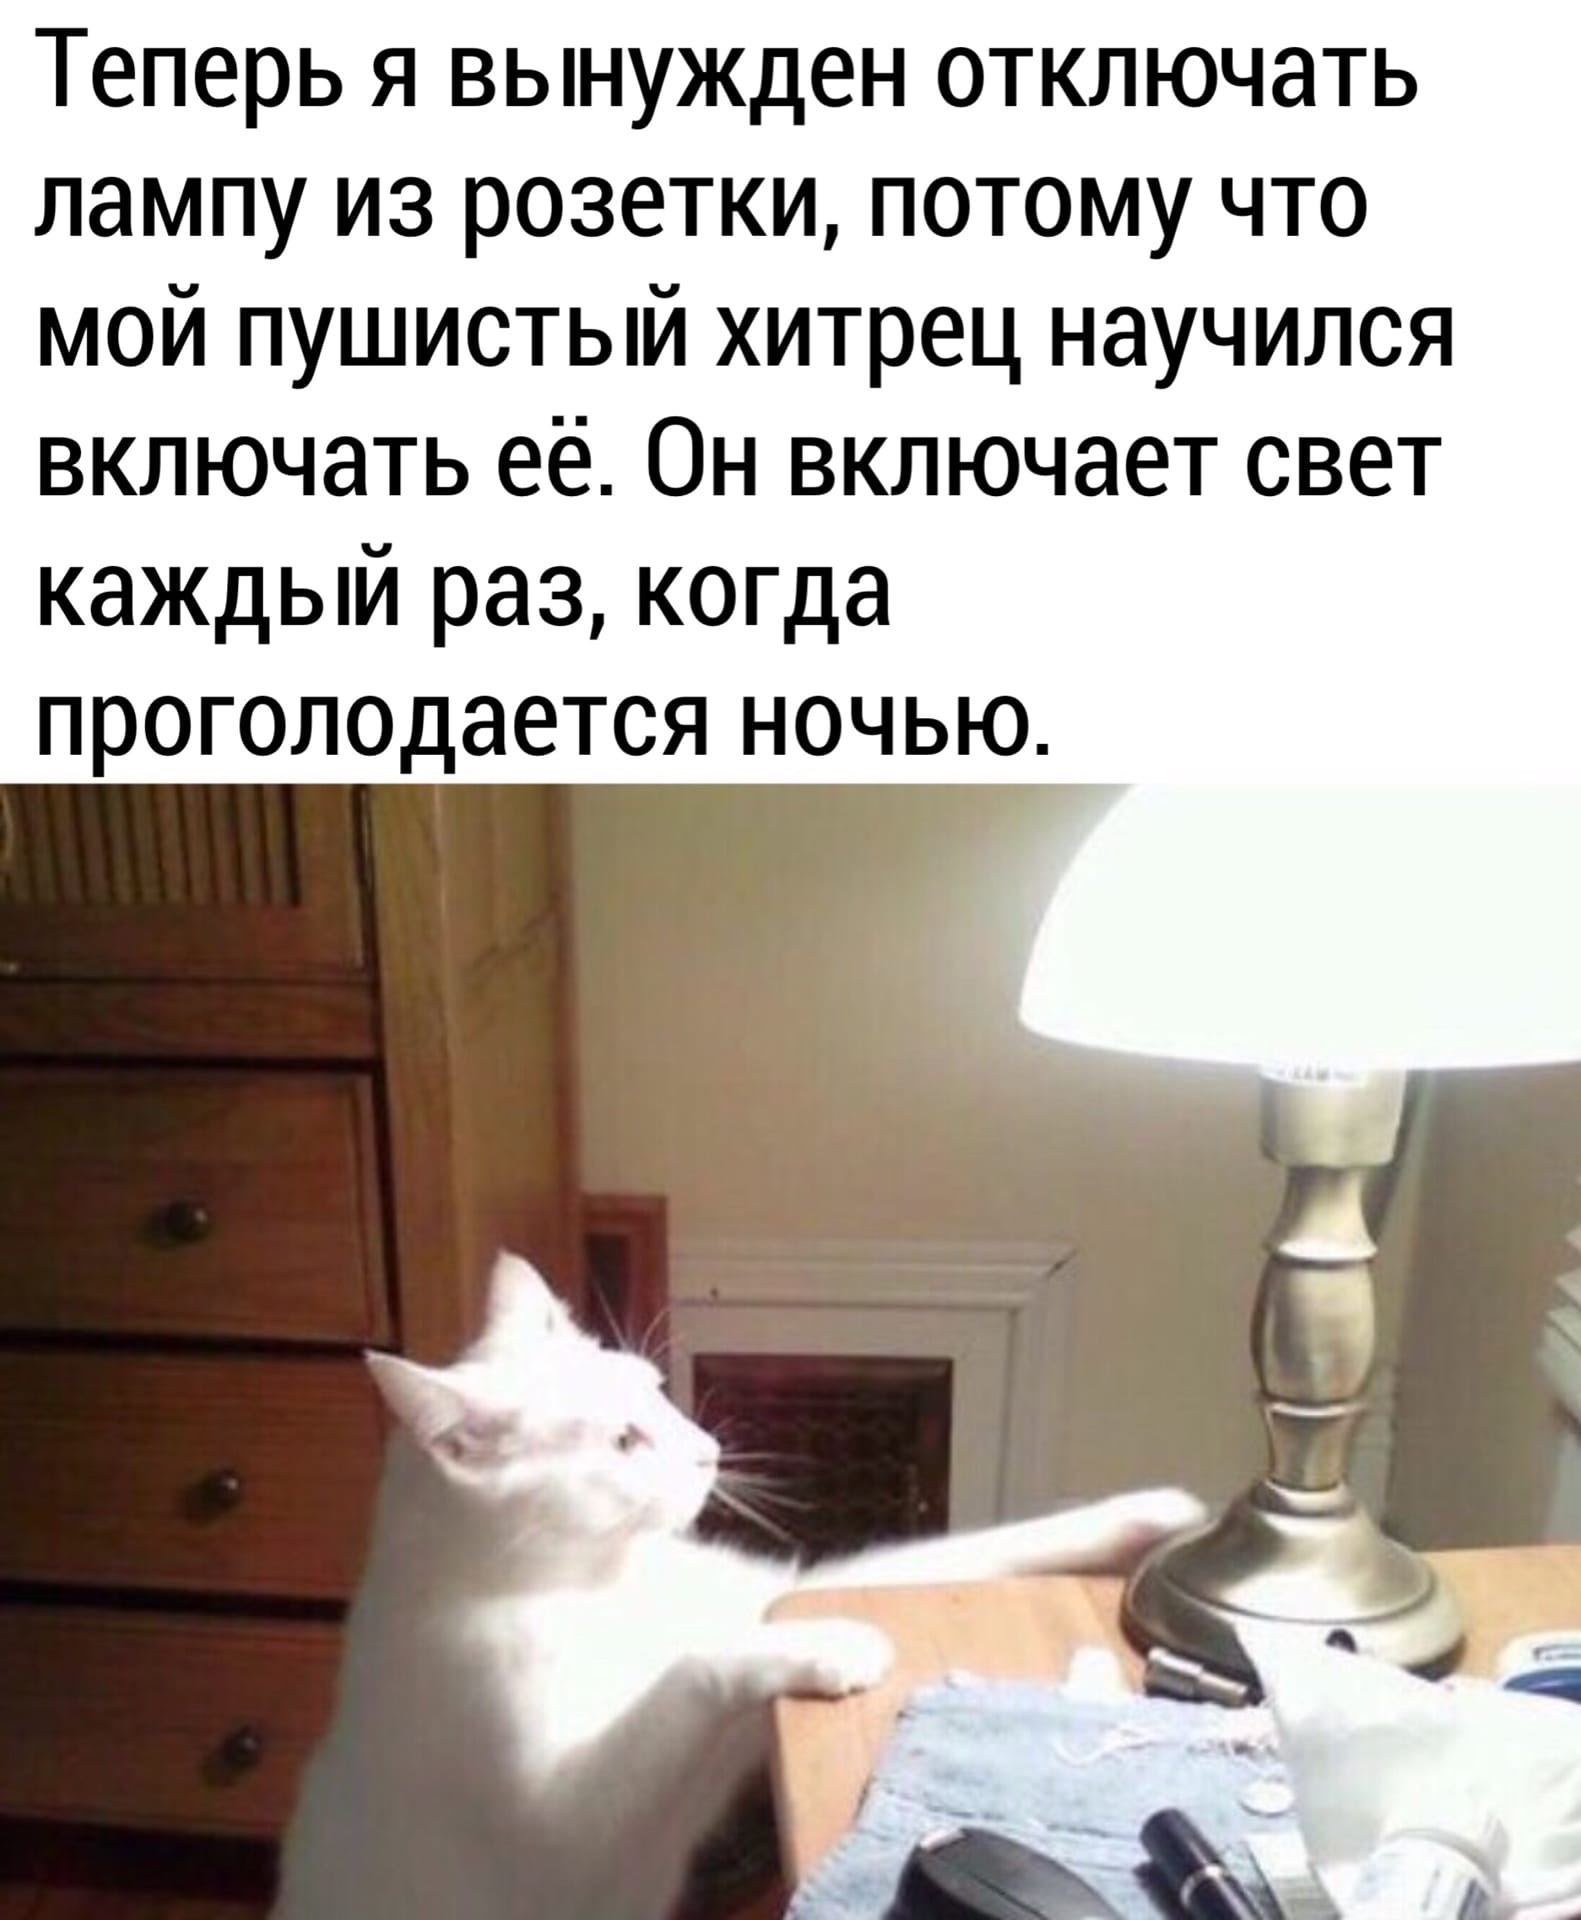 Теперь я вынужден отключать
лампу из розетки, потому что
мой пушистый хитрец научился
включать её. Он включает свет
каждый раз, когда
проголодается ночью.